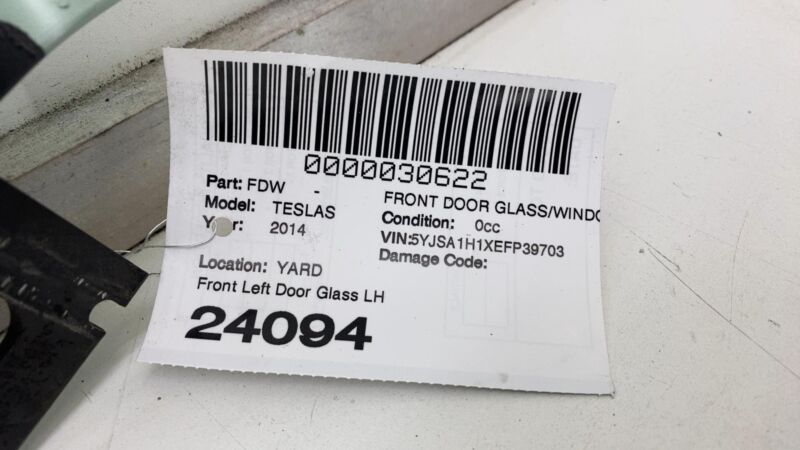 0000030622
Part: FDW -
FRONT DOOR GLASS/WINDO
Model: TESLAS
Condition: 0cc
Year: 2014
VIN:5YJSA1H1XEFP39703
Damage Code:
Location: YARD
Front Left Door Glass LH
24094